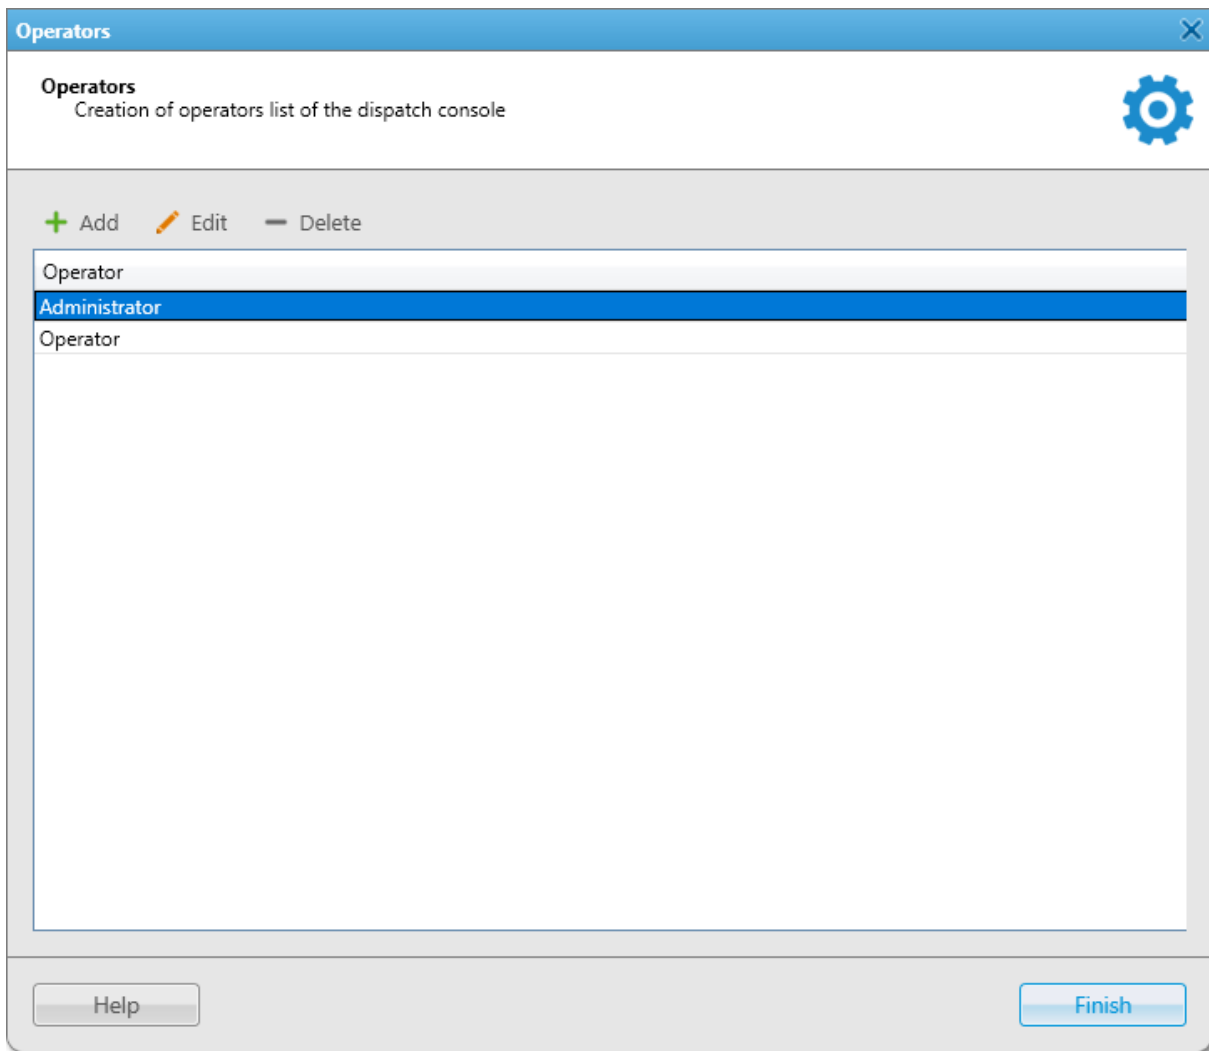 Operators
Operators
Creation of operators list of the dispatch console
Add Edit Delete
Operator
Administrator
Operator
Help Finish